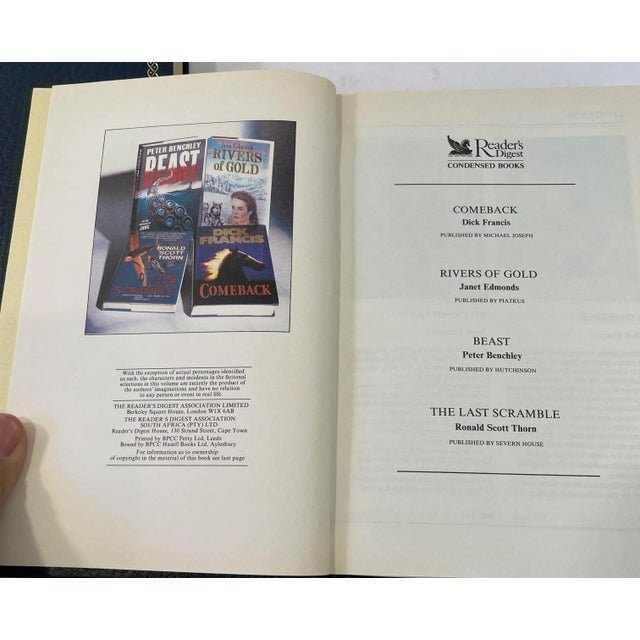 PETER BENCHLEY
BEAST
Jan Edmonds
RIVERS
of GOLD
RONALD
SCOTT
THORN
THE LAST
SCRAMBLE
DICK
FRANCIS
COMEBACK
With the exception of actual personages identified
as such, the characters and incidents in the fictional
selections in this volume are entirely the product of
the authors' imaginations and have no relation
to any person or event in real life.
THE READER'S DIGEST ASSOCIATION LIMITED
Berkeley Square House, London W1X 6AB
THE READER'S DIGEST ASSOCIATION
SOUTH AFRICA (PTY) LTD
Reader's Digest House, 130 Strand Street, Cape Town
Printed by BPCC Petty Ltd, Leeds
Bound by BPCC Hazell Books Ltd, Aylesbury
For information as to ownership
of copyright in the material of this book see last page
Reader's
Digest
CONDENSED BOOKS
COMEBACK
Dick Francis
PUBLISHED BY MICHAEL JOSEPH
RIVERS OF GOLD
Janet Edmonds
PUBLISHED BY PIATKUS
BEAST
Peter Benchley
PUBLISHED BY HUTCHINSON
THE LAST SCRAMBLE
Ronald Scott Thorn
PUBLISHED BY SEVERN HOUSE